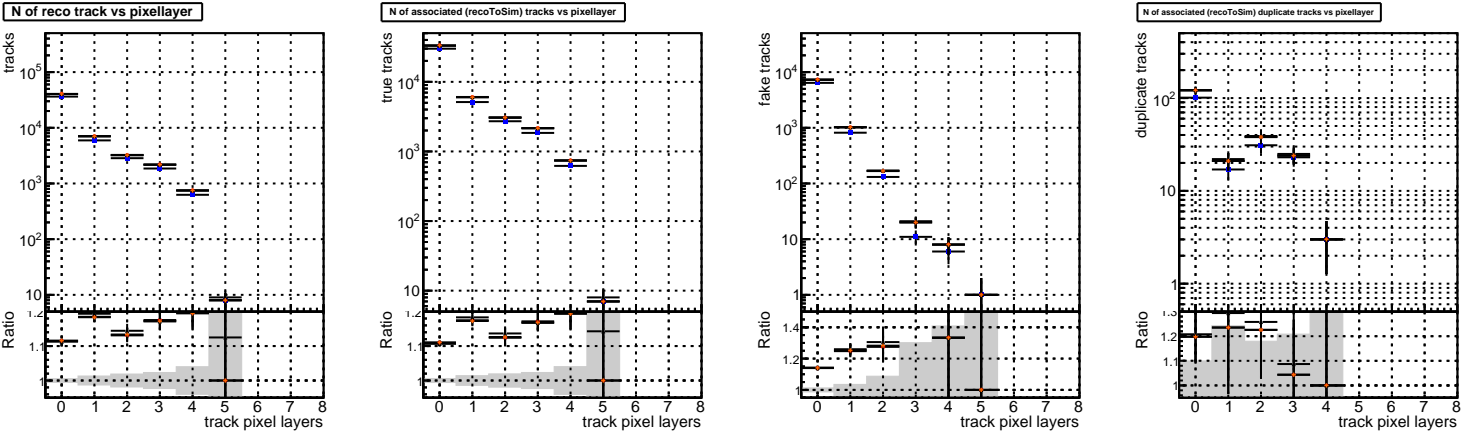 N of reco track vs pixellayer
tracks
10^5
10^4
10^3
10^2
10
Ratio
1.2
1.1
1
0 1 2 3 4 5 6 7 8
track pixel layers
N of associated (recoToSim) tracks vs pixellayer
true tracks
10^4
10^3
10^2
10
Ratio
1.2
1.1
1
0 1 2 3 4 5 6 7 8
track pixel layers
fake tracks
10^4
10^3
10^2
10
1
Ratio
1.4
1.2
1
0 1 2 3 4 5 6 7 8
track pixel layers
N of associated (recoToSim) duplicate tracks vs pixellayer
duplicate tracks
10^2
10
1
Ratio
1.3
1.2
1.1
1
0 1 2 3 4 5 6 7 8
track pixel layers